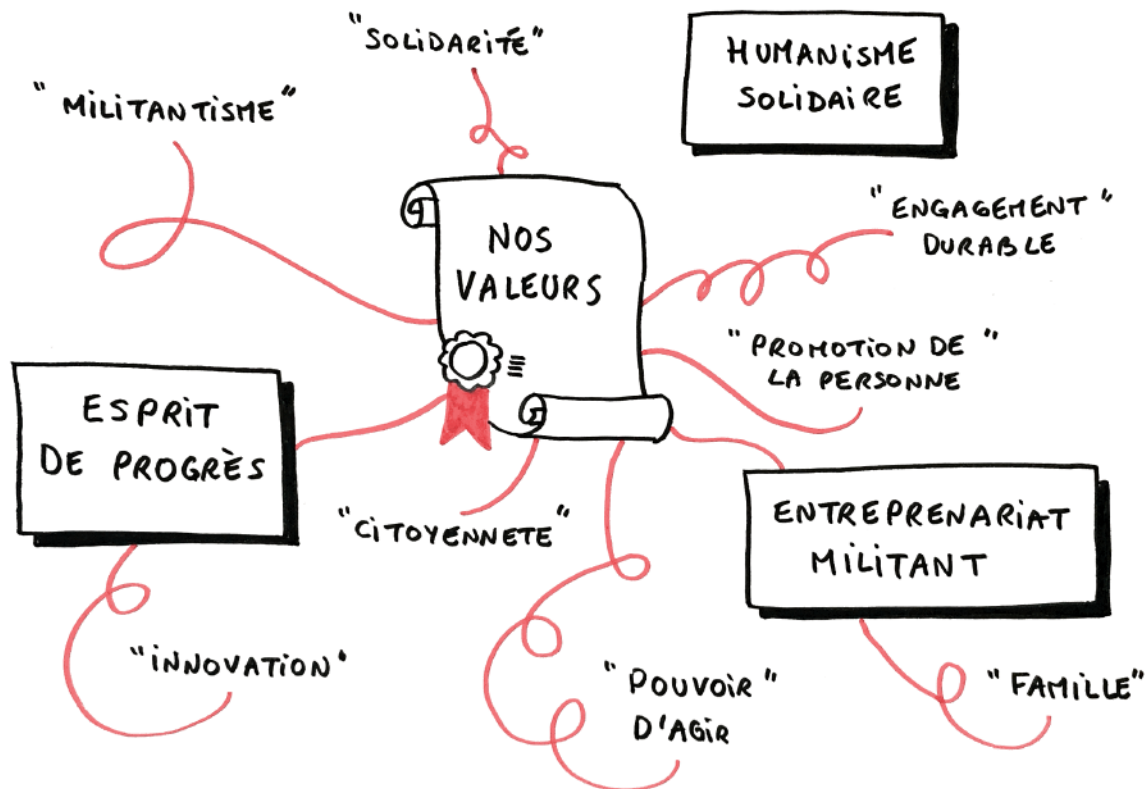 "SOLIDARITÉ"
HUMANISME
SOLIDAIRE
"MILITANTISME"
"ENGAGEMENT"
DURABLE
NOS
VALEURS
"PROMOTION DE"
LA PERSONNE
ESPRIT
DE PROGRÈS
"CITOYENNETE"
ENTREPRENARIAT
MILITANT
"INNOVATION'
"POUVOIR"
D'AGIR
"FAMILLE"